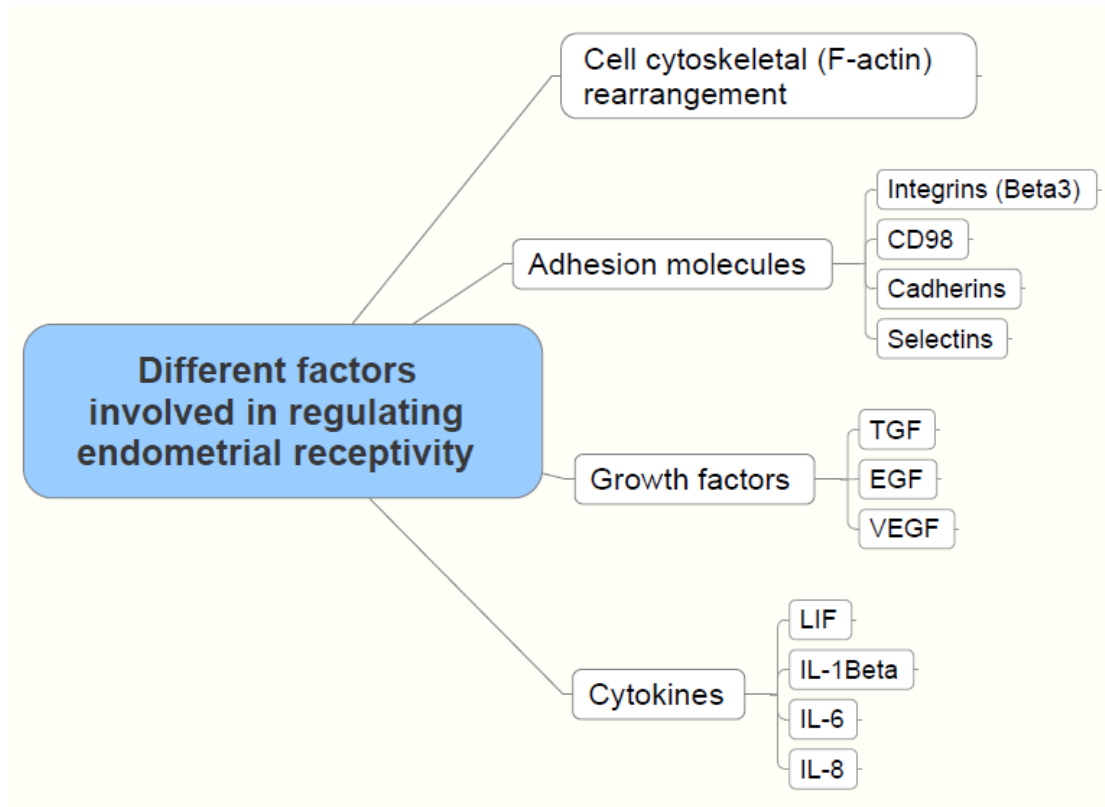 Different factors
involved in regulating
endometrial receptivity
Cell cytoskeletal (F-actin)
rearrangement
Adhesion molecules
Integrins (Beta3)
CD98
Cadherins
Selectins
Growth factors
TGF
EGF
VEGF
Cytokines
LIF
IL-1Beta
IL-6
IL-8